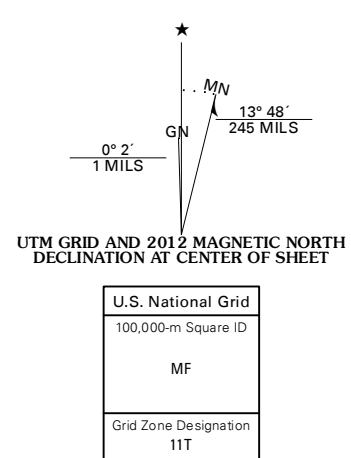 ★
MN
13° 48´
245 MILS
GN
0° 2´
1 MILS
UTM GRID AND 2012 MAGNETIC NORTH
DECLINATION AT CENTER OF SHEET
U.S. National Grid
100,000-m Square ID
MF
Grid Zone Designation
11T